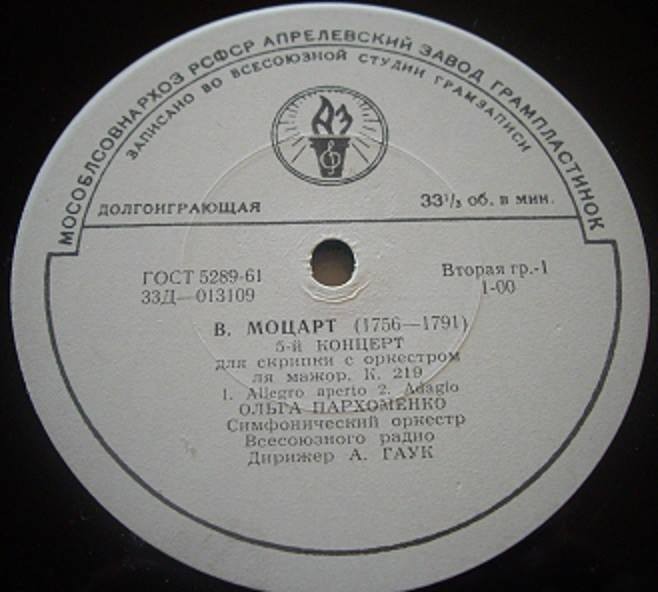 МОСОБЛСОВНАРХОЗ РСФСР АПРЕЛЕВСКИЙ ЗАВОД ГРАМПЛАСТИНОК
ЗАПИСАНО ВО ВСЕСОЮЗНОЙ СТУДИИ ГРАМЗАПИСИ
АЗ
ДОЛГОИГРАЮЩАЯ
33 1/3 об. в мин.
ГОСТ 5289-61
33Д—013109
Вторая гр.-1
1-00
В. МОЦАРТ (1756—1791)
5-й КОНЦЕРТ
для скрипки с оркестром
ля мажор, К. 219
1. Allegro aperto 2. Adagio
ОЛЬГА ПАРХОМЕНКО
Симфонический оркестр
Всесоюзного радио
Дирижер А. ГАУК